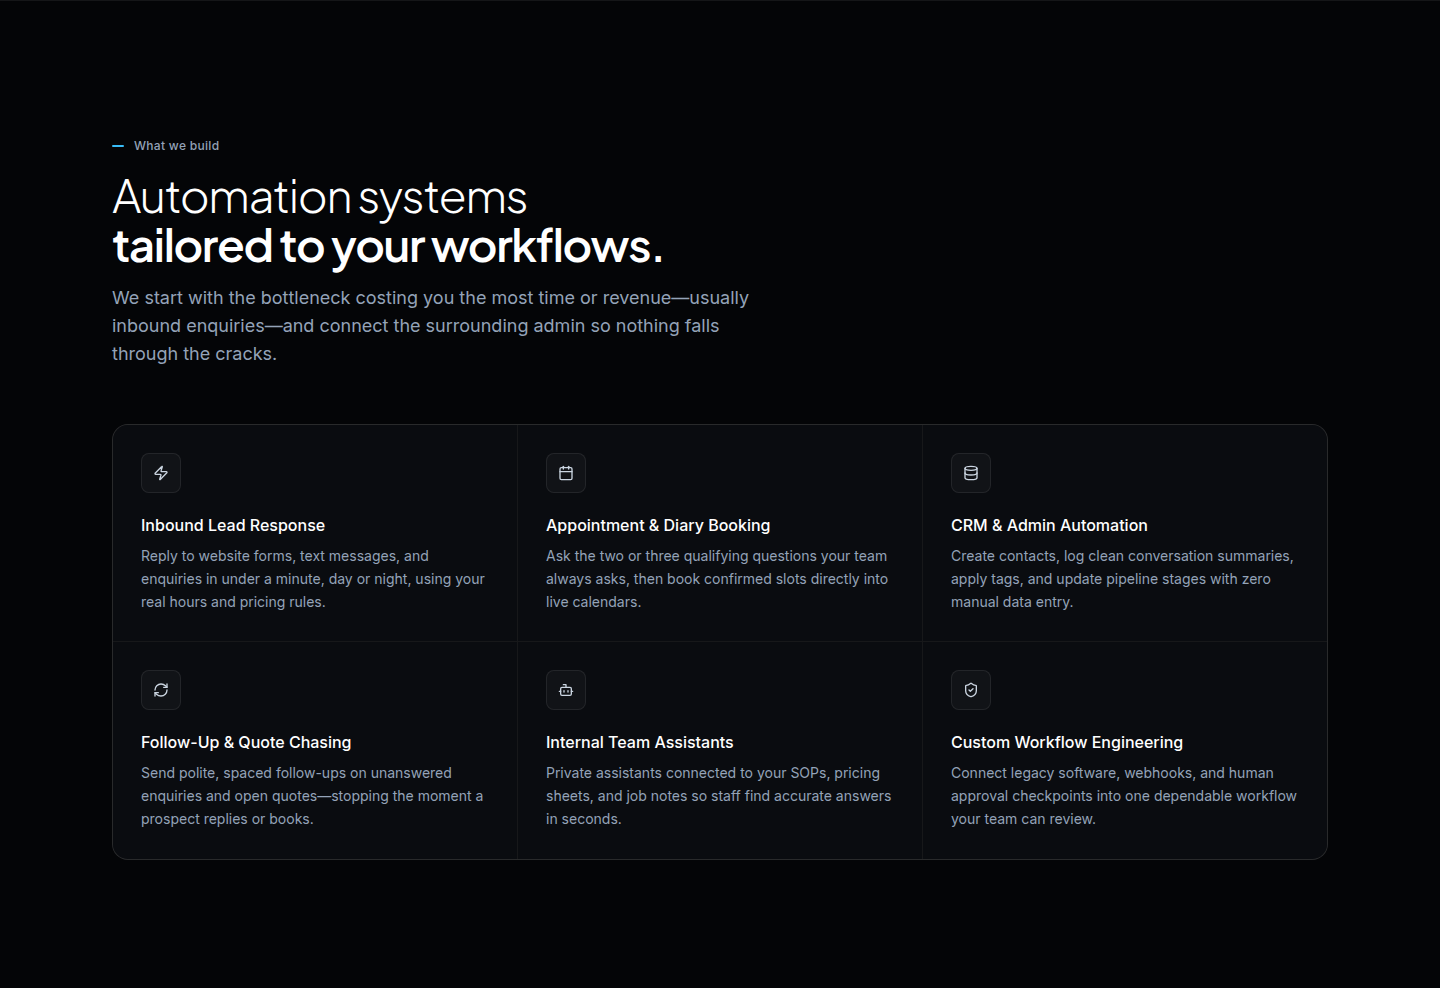 What we build
Automation systems
tailored to your workflows.
We start with the bottleneck costing you the most time or revenue—usually
inbound enquiries—and connect the surrounding admin so nothing falls
through the cracks.
Inbound Lead Response
Reply to website forms, text messages, and
enquiries in under a minute, day or night, using your
real hours and pricing rules.
Appointment & Diary Booking
Ask the two or three qualifying questions your team
always asks, then book confirmed slots directly into
live calendars.
CRM & Admin Automation
Create contacts, log clean conversation summaries,
apply tags, and update pipeline stages with zero
manual data entry.
Follow-Up & Quote Chasing
Send polite, spaced follow-ups on unanswered
enquiries and open quotes—stopping the moment a
prospect replies or books.
Internal Team Assistants
Private assistants connected to your SOPs, pricing
sheets, and job notes so staff find accurate answers
in seconds.
Custom Workflow Engineering
Connect legacy software, webhooks, and human
approval checkpoints into one dependable workflow
your team can review.